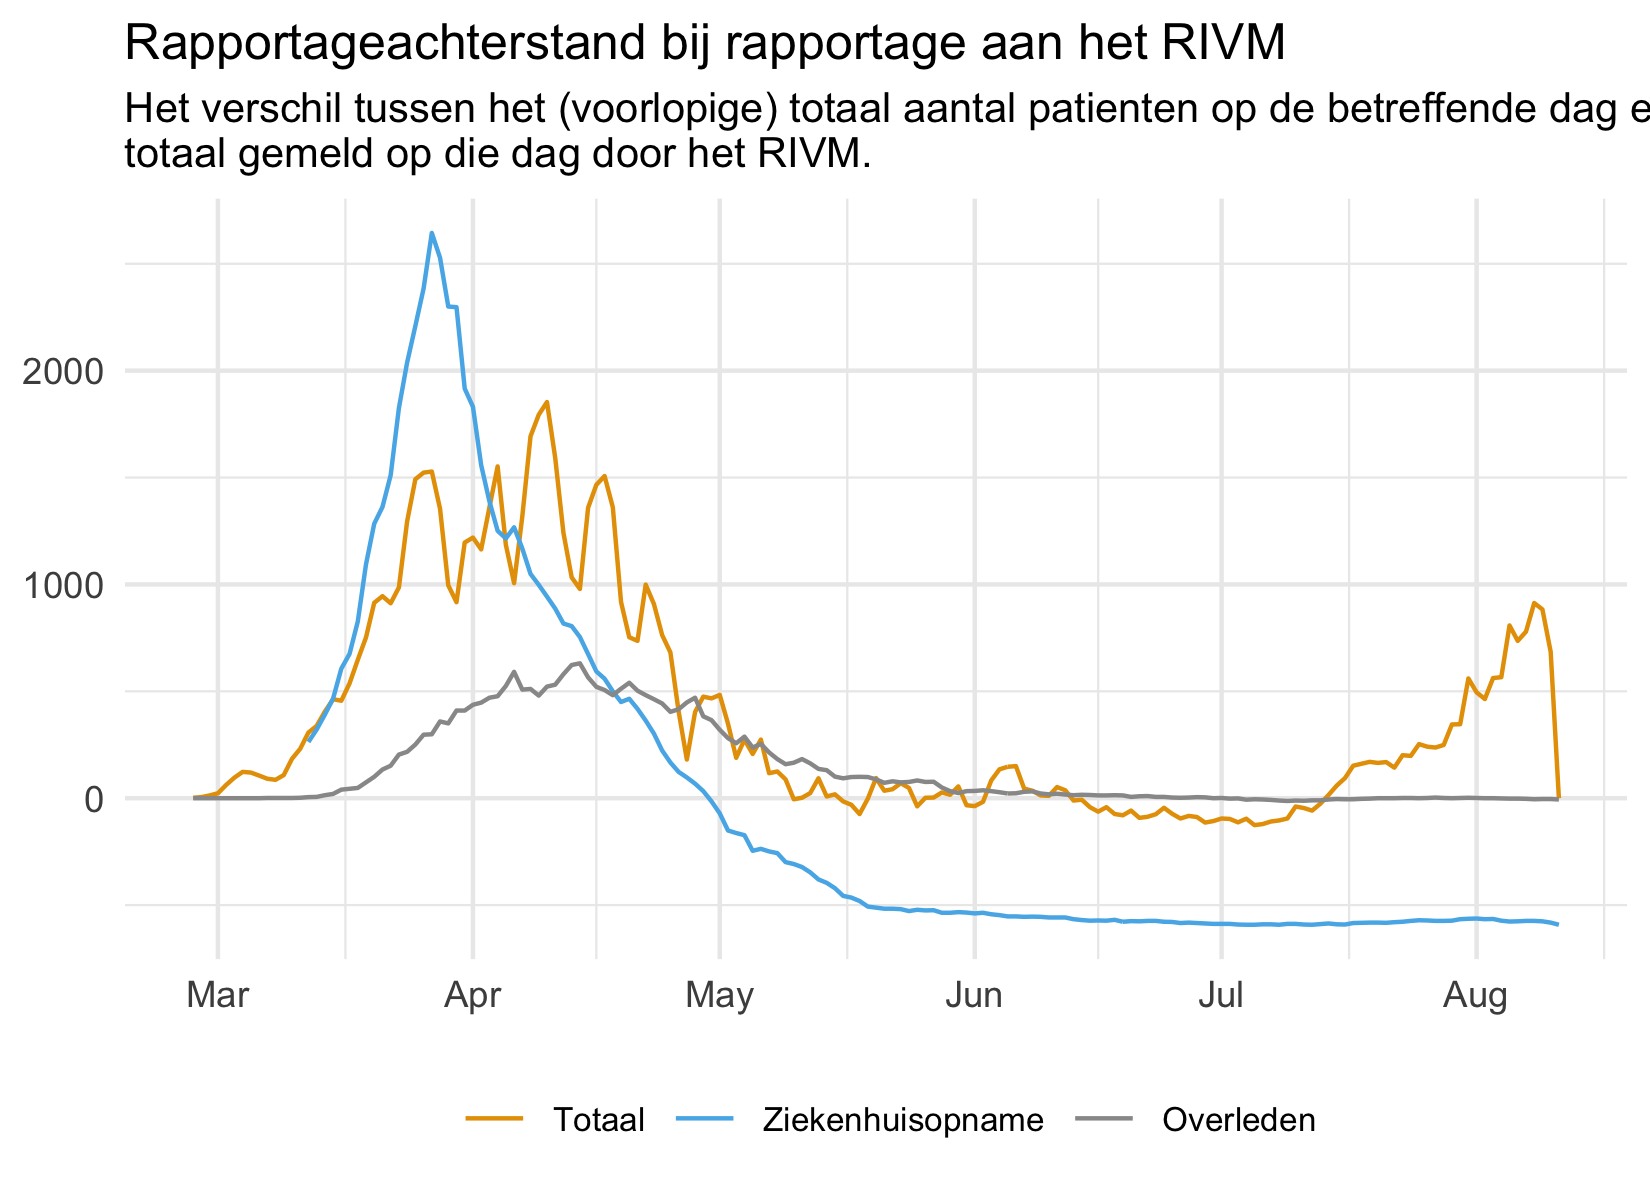 Rapportageachterstand bij rapportage aan het RIVM
Het verschil tussen het (voorlopige) totaal aantal patienten op de betreffende dag e
totaal gemeld op die dag door het RIVM.
2000
1000
0
Mar Apr May Jun Jul Aug
Totaal Ziekenhuisopname Overleden